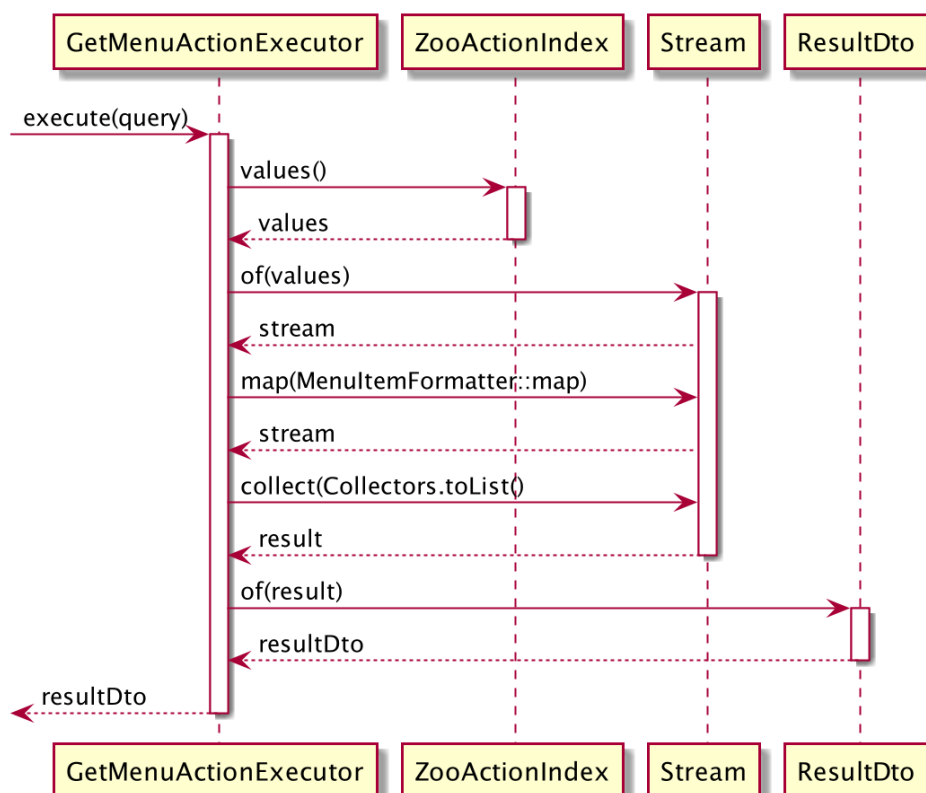 GetMenuActionExecutor ZooActionIndex Stream ResultDto
execute(query)
values()
values
of(values)
stream
map(MenuItemFormatter::map)
stream
collect(Collectors.toList()
result
of(result)
resultDto
resultDto
GetMenuActionExecutor ZooActionIndex Stream ResultDto